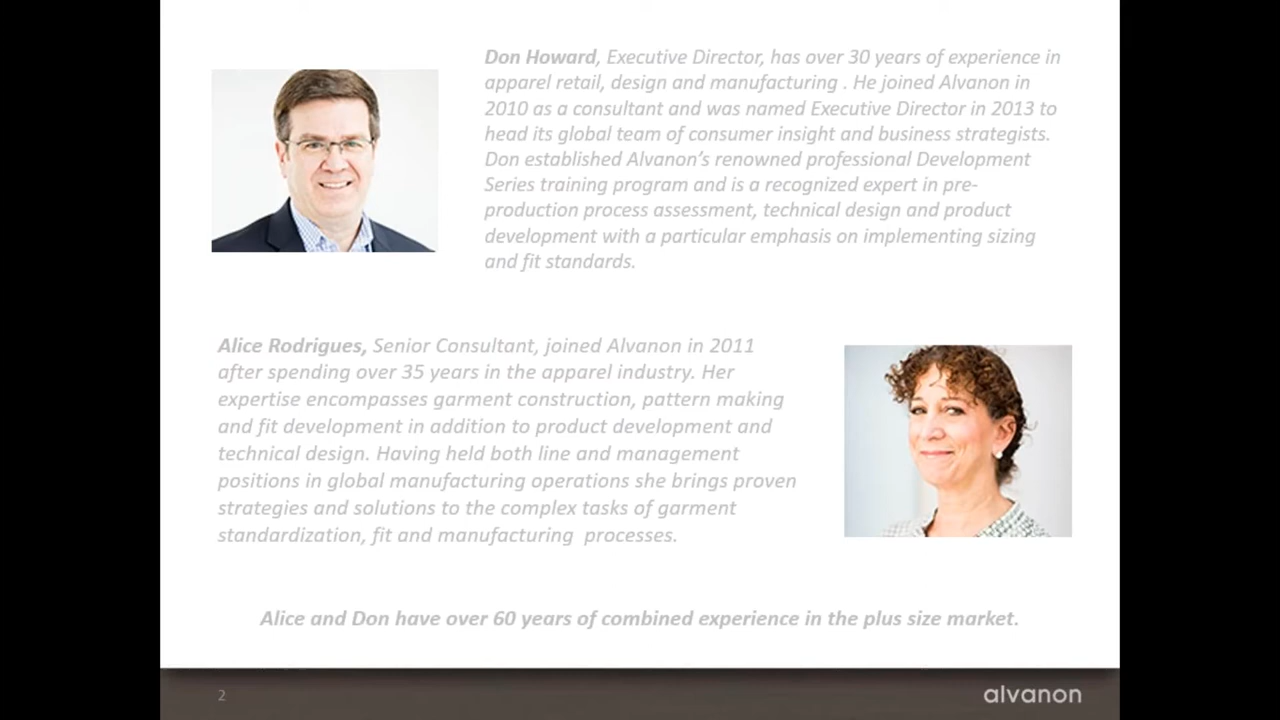 Don Howard, Executive Director, has over 30 years of experience in
apparel retail, design and manufacturing . He joined Alvanon in
2010 as a consultant and was named Executive Director in 2013 to
head its global team of consumer insight and business strategists.
Don established Alvanon’s renowned professional Development
Series training program and is a recognized expert in pre-
production process assessment, technical design and product
development with a particular emphasis on implementing sizing
and fit standards.
Alice Rodrigues, Senior Consultant, joined Alvanon in 2011
after spending over 35 years in the apparel industry. Her
expertise encompasses garment construction, pattern making
and fit development in addition to product development and
technical design. Having held both line and management
positions in global manufacturing operations she brings proven
strategies and solutions to the complex tasks of garment
standardization, fit and manufacturing  processes.
Alice and Don have over 60 years of combined experience in the plus size market.
2
alvanon